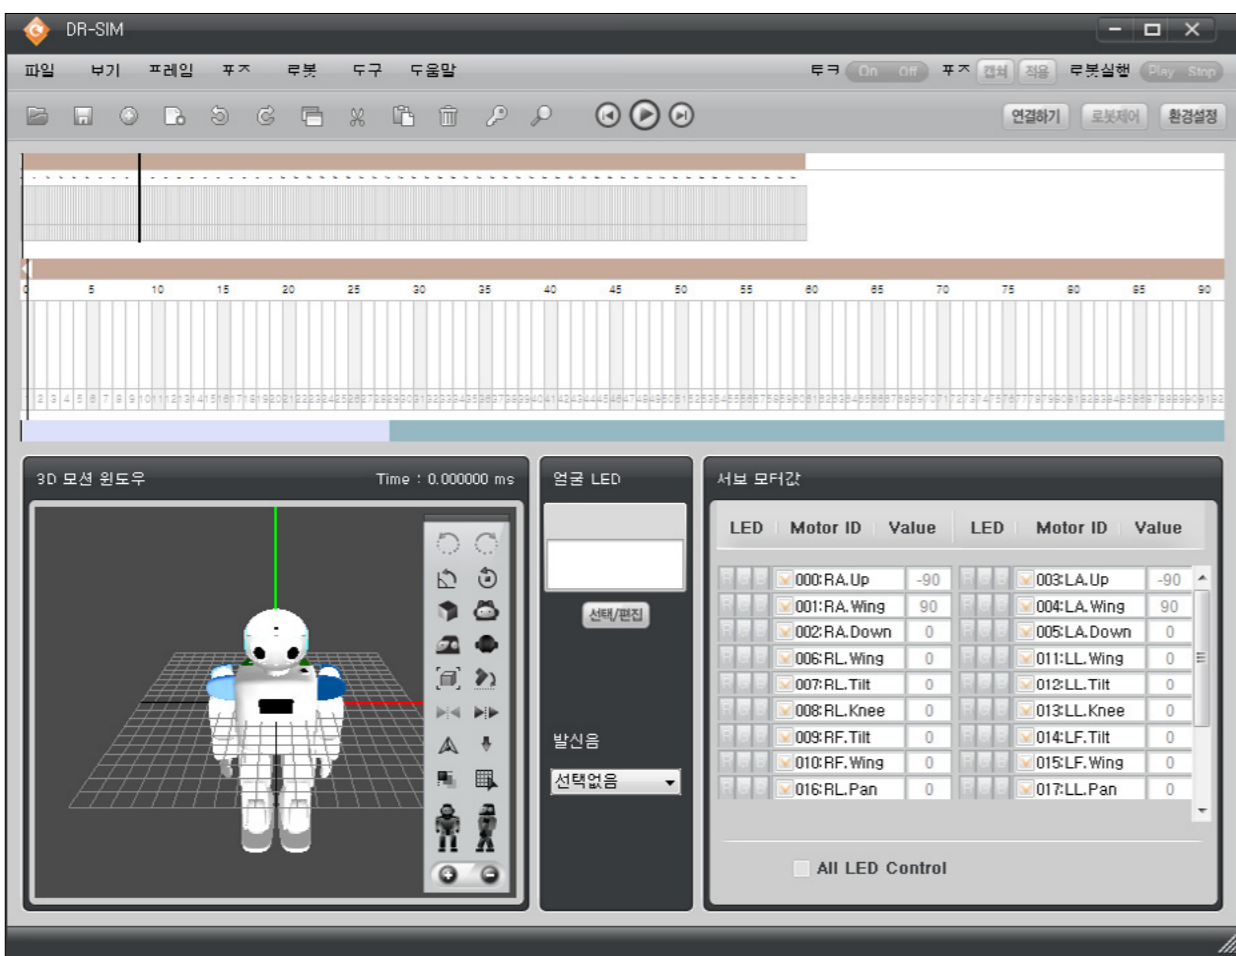 DR-SIM
파일 보기 프레임 포즈 로봇 도구 도움말 토크 On Off 포즈 캡쳐 적용 로봇실행 Play Stop
연결하기 로봇제어 환경설정
0 5 10 15 20 25 30 35 40 45 50 55 60 65 70 75 80 85 90
3D 모션 윈도우 Time : 0.000000 ms
얼굴 LED
선택/편집
발신음
선택없음
서보 모터값
LED Motor ID Value LED Motor ID Value
000:RA.Up -90 003:LA.Up -90
001:RA.Wing 90 004:LA.Wing 90
002:RA.Down 0 005:LA.Down 0
006:RL.Wing 0 011:LL.Wing 0
007:RL.Tilt 0 012:LL.Tilt 0
008:RL.Knee 0 013:LL.Knee 0
009:RF.Tilt 0 014:LF.Tilt 0
010:RF.Wing 0 015:LF.Wing 0
016:RL.Pan 0 017:LL.Pan 0
All LED Control